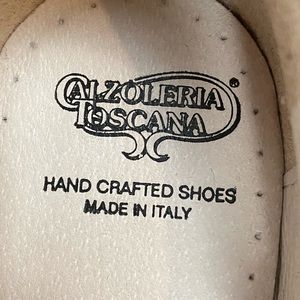 CALZOLERIA ®
TOSCANA
HAND CRAFTED SHOES
MADE IN ITALY